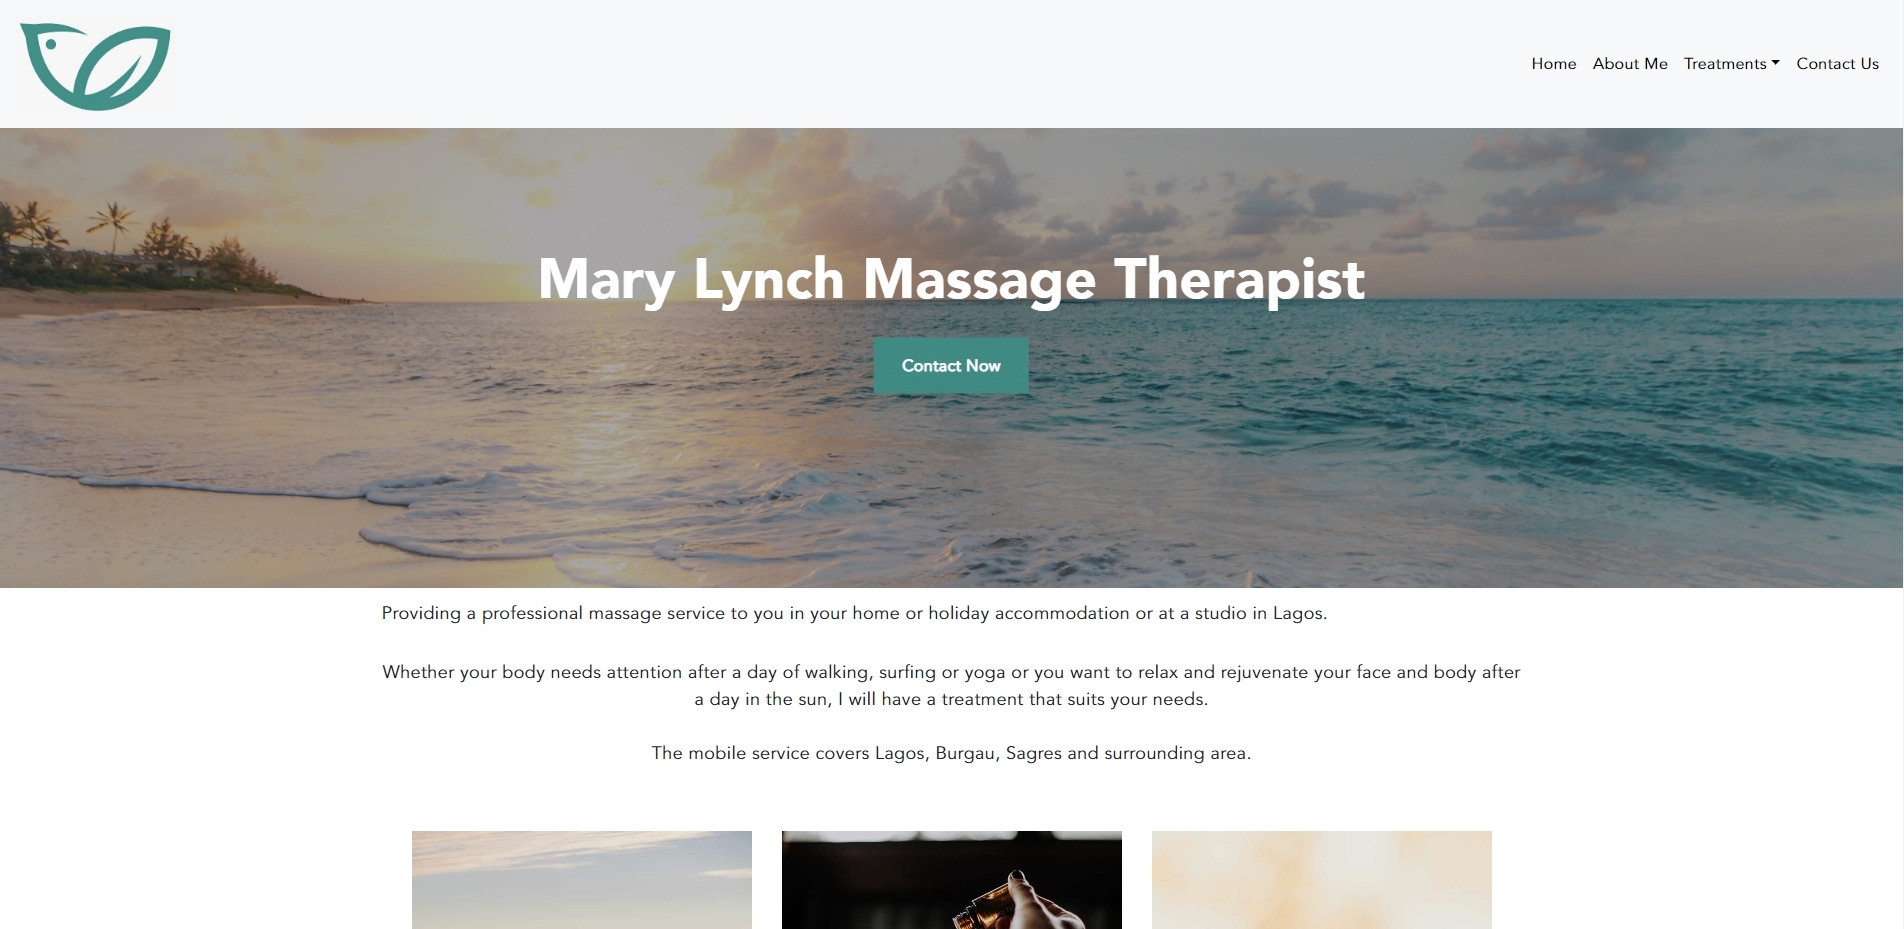 Home About Me Treatments Contact Us
Mary Lynch Massage Therapist
Contact Now
Providing a professional massage service to you in your home or holiday accommodation or at a studio in Lagos.
Whether your body needs attention after a day of walking, surfing or yoga or you want to relax and rejuvenate your face and body after
a day in the sun, I will have a treatment that suits your needs.
The mobile service covers Lagos, Burgau, Sagres and surrounding area.